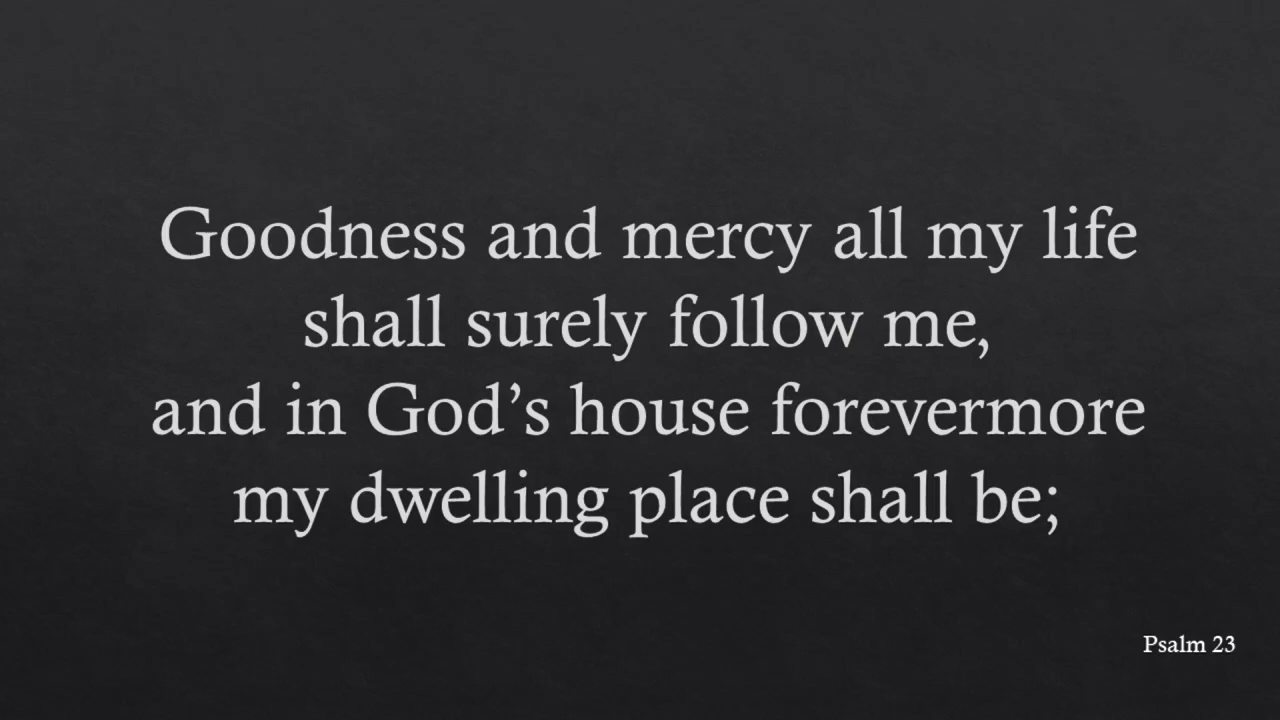 Goodness and mercy all my life
shall surely follow me,
and in God’s house forevermore
my dwelling place shall be;
Psalm 23